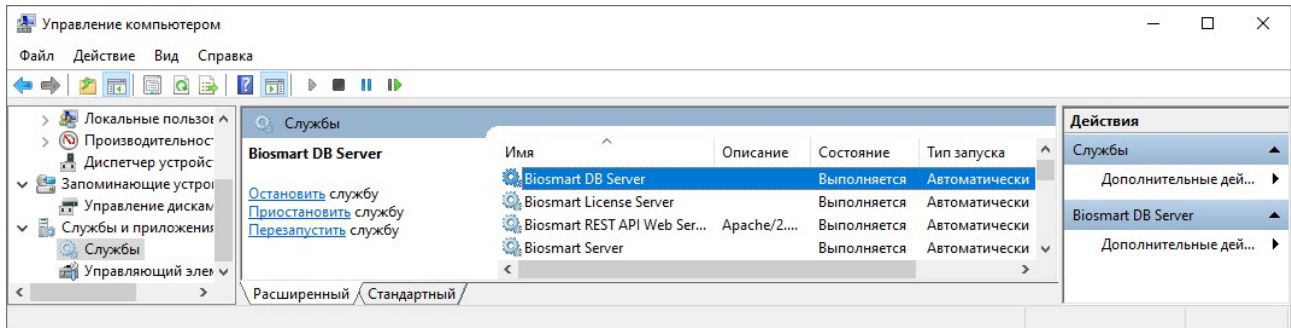 Управление компьютером
Файл Действие Вид Справка
Локальные пользов
Производительнос
Диспетчер устройс
Запоминающие устрой
Управление дискам
Службы и приложения
Службы
Управляющий элем
Службы
Biosmart DB Server
Остановить службу
Приостановить службу
Перезапустить службу
Имя Описание Состояние Тип запуска
Biosmart DB Server Выполняется Автоматически
Biosmart License Server Выполняется Автоматически
Biosmart REST API Web Ser... Apache/2.... Выполняется Автоматически
Biosmart Server Выполняется Автоматически
Расширенный Стандартный
Действия
Службы
Дополнительные дей...
Biosmart DB Server
Дополнительные дей...